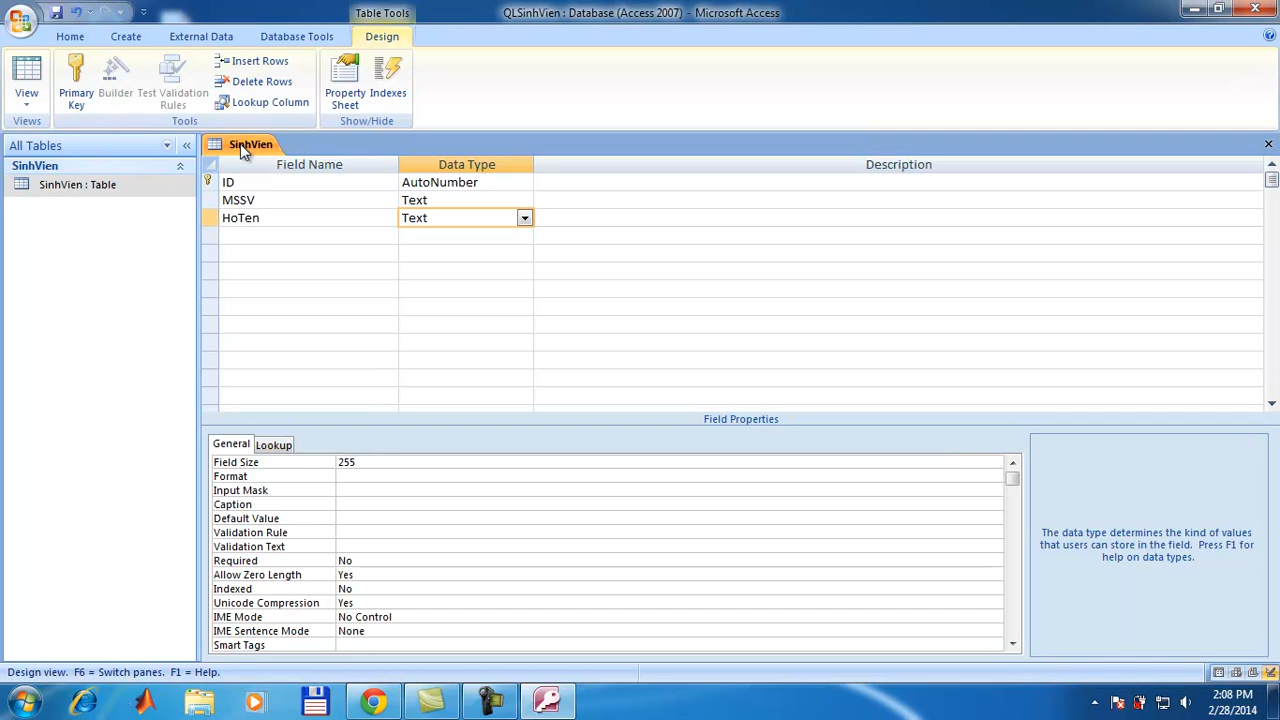 Table Tools
QLSinhVien : Database (Access 2007) - Microsoft Access
Home
Create
External Data
Database Tools
Design
View
Primary Key
Builder
Test Validation Rules
Insert Rows
Delete Rows
Lookup Column
Property Sheet
Indexes
Views
Tools
Show/Hide
All Tables
SinhVien
SinhVien : Table
SinhVien
Field Name
Data Type
Description
ID
AutoNumber
MSSV
Text
HoTen
Text
Field Properties
General
Lookup
Field Size
255
Format
Input Mask
Caption
Default Value
Validation Rule
Validation Text
Required
No
Allow Zero Length
Yes
Indexed
No
Unicode Compression
Yes
IME Mode
No Control
IME Sentence Mode
None
Smart Tags
The data type determines the kind of values
that users can store in the field. Press F1 for
help on data types.
Design view. F6 = Switch panes. F1 = Help.
2:08 PM
2/28/2014